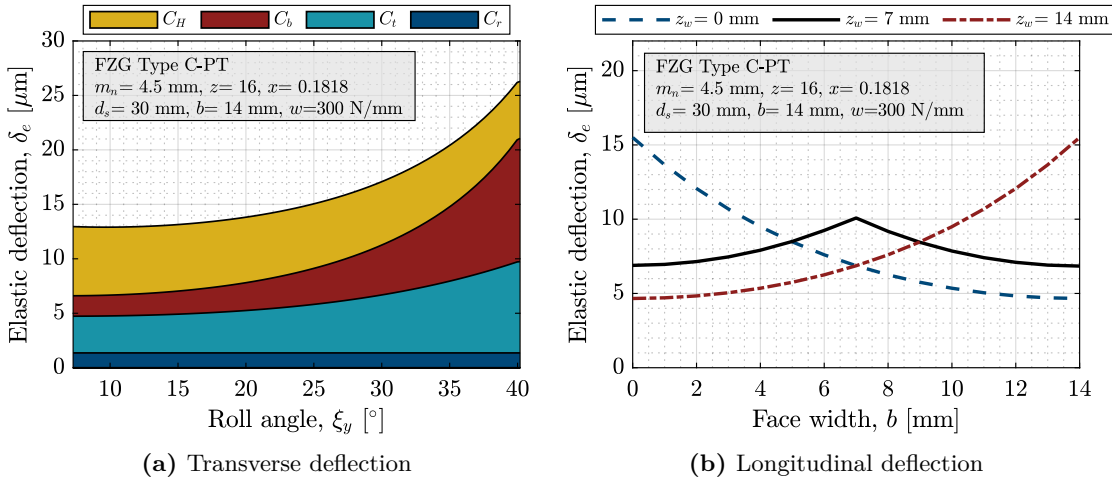 C_H C_b C_t C_r
30
25
20
15
10
5
0
Elastic deflection, δ_e [μm]
FZG Type C-PT
m_n= 4.5 mm, z= 16, x= 0.1818
d_s= 30 mm, b= 14 mm, w=300 N/mm
10 15 20 25 30 35 40
Roll angle, ξ_y [°]
(a) Transverse deflection
z_w= 0 mm z_w= 7 mm z_w= 14 mm
20
15
10
5
0
Elastic deflection, δ_e [μm]
FZG Type C-PT
m_n= 4.5 mm, z= 16, x= 0.1818
d_s= 30 mm, b= 14 mm, w=300 N/mm
0 2 4 6 8 10 12 14
Face width, b [mm]
(b) Longitudinal deflection